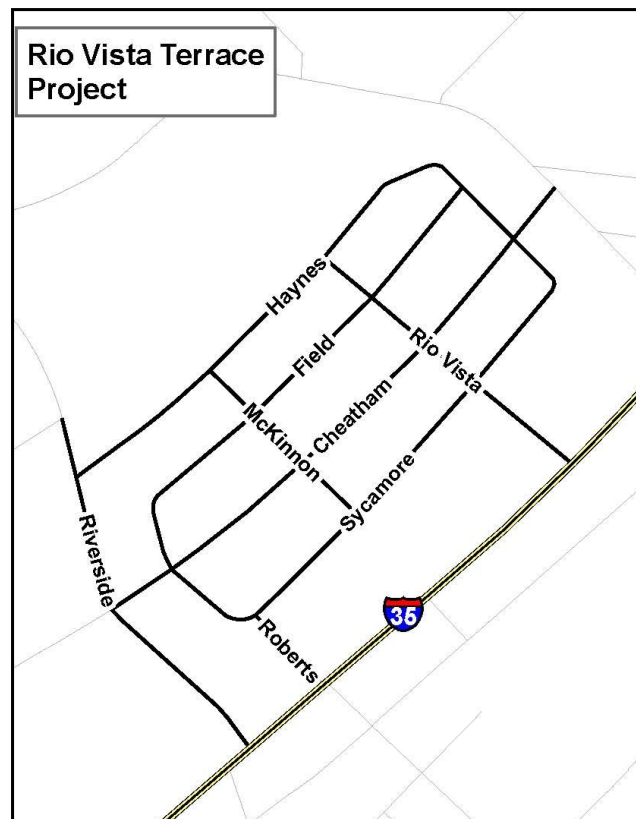 Rio Vista Terrace
Project
Haynes
Field
Rio Vista
Cheatham
McKinnon
Sycamore
Riverside
Roberts
35